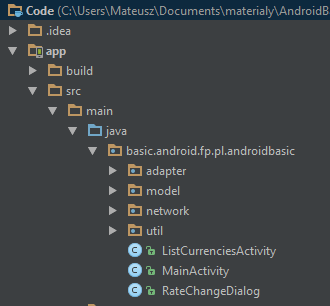 Code (C:\Users\Mateusz\Documents\materialy\AndroidB
.idea
app
build
src
main
java
basic.android.fp.pl.androidbasic
adapter
model
network
util
ListCurrenciesActivity
MainActivity
RateChangeDialog